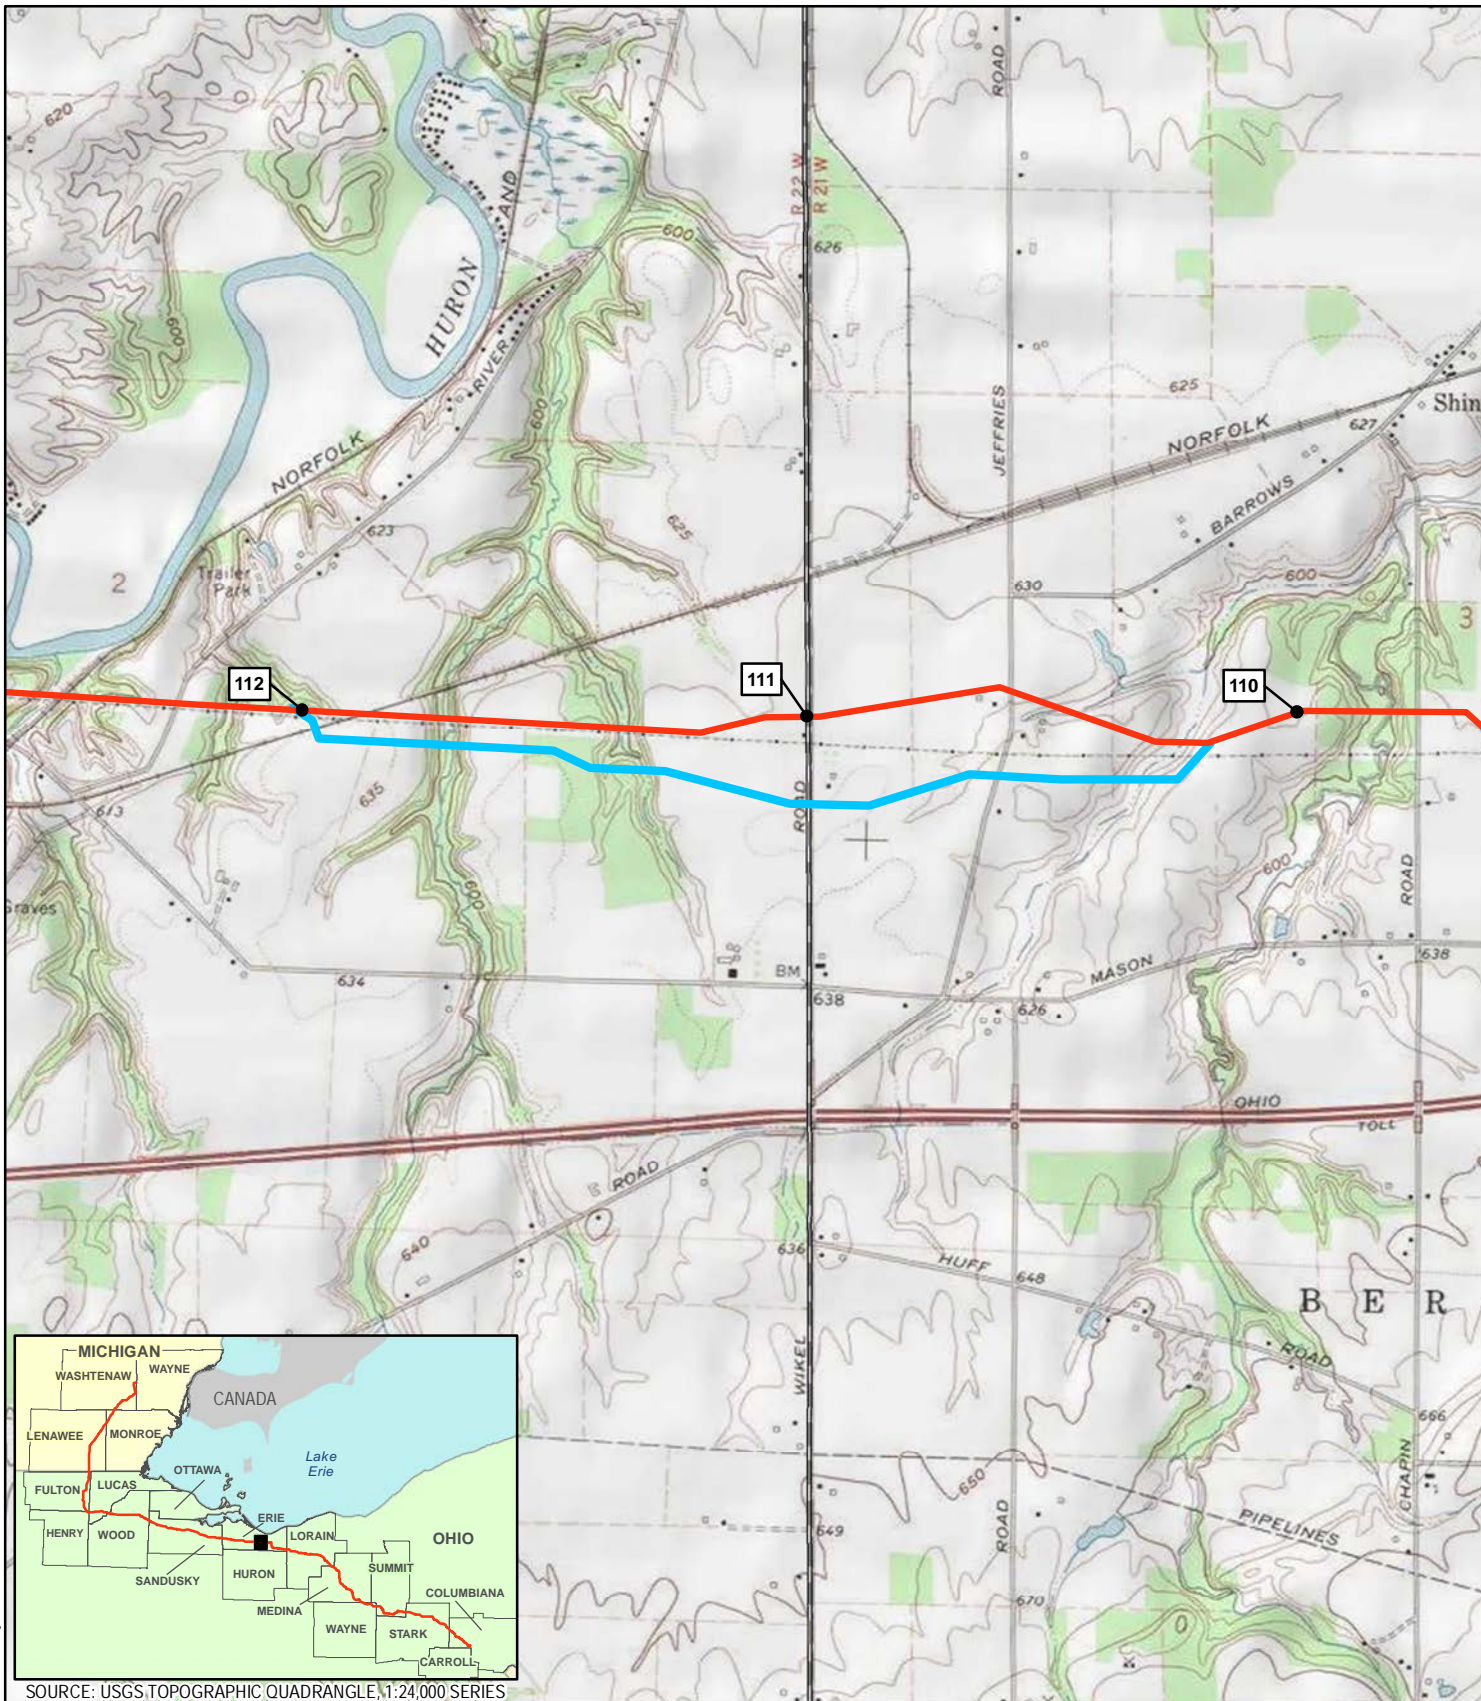 ROAD
620
AND
R 22 W
R 21 W
600
626
HURON
600
RIVER
625
Shin
JEFFRIES
600
627
NORFOLK
NORFOLK
BARROWS
625
623
Trailer
Park
2
600
630
3
112
111
110
635
ROAD
613
600
600
ROAD
Graves
634
BM
638
MASON
638
626
OHIO
TOLL
ROAD
640
636
HUFF
648
B E R
ROAD
WIKEL
666
650
CHAPIN
ROAD
PIPELINES
649
670
0
MICHIGAN
WASHTENAW
WAYNE
CANADA
LENAWEE
MONROE
Lake
Erie
OTTAWA
FULTON
LUCAS
ERIE
HENRY
WOOD
LORAIN
OHIO
SANDUSKY
HURON
SUMMIT
COLUMBIANA
MEDINA
WAYNE
STARK
CARROLL
SOURCE: USGS TOPOGRAPHIC QUADRANGLE, 1:24,000 SERIES